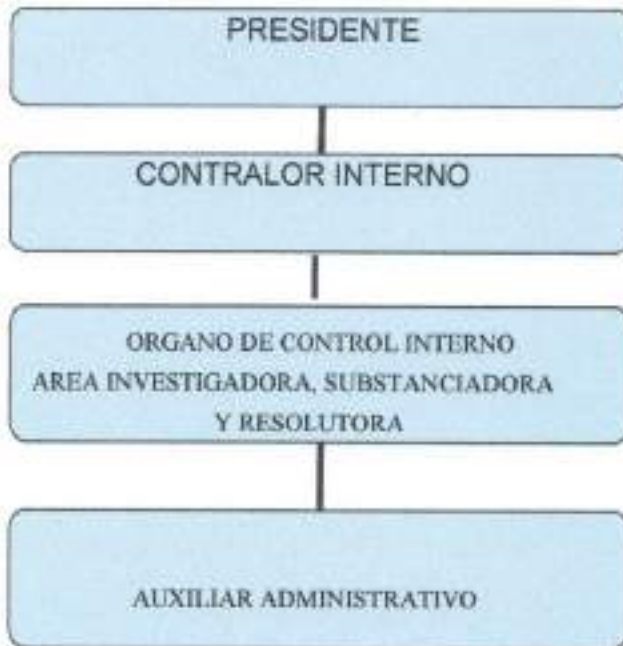 PRESIDENTE
CONTRALOR INTERNO
ORGANO DE CONTROL INTERNO
AREA INVESTIGADORA, SUBSTANCIADORA
Y RESOLUTORA
AUXILIAR ADMINISTRATIVO